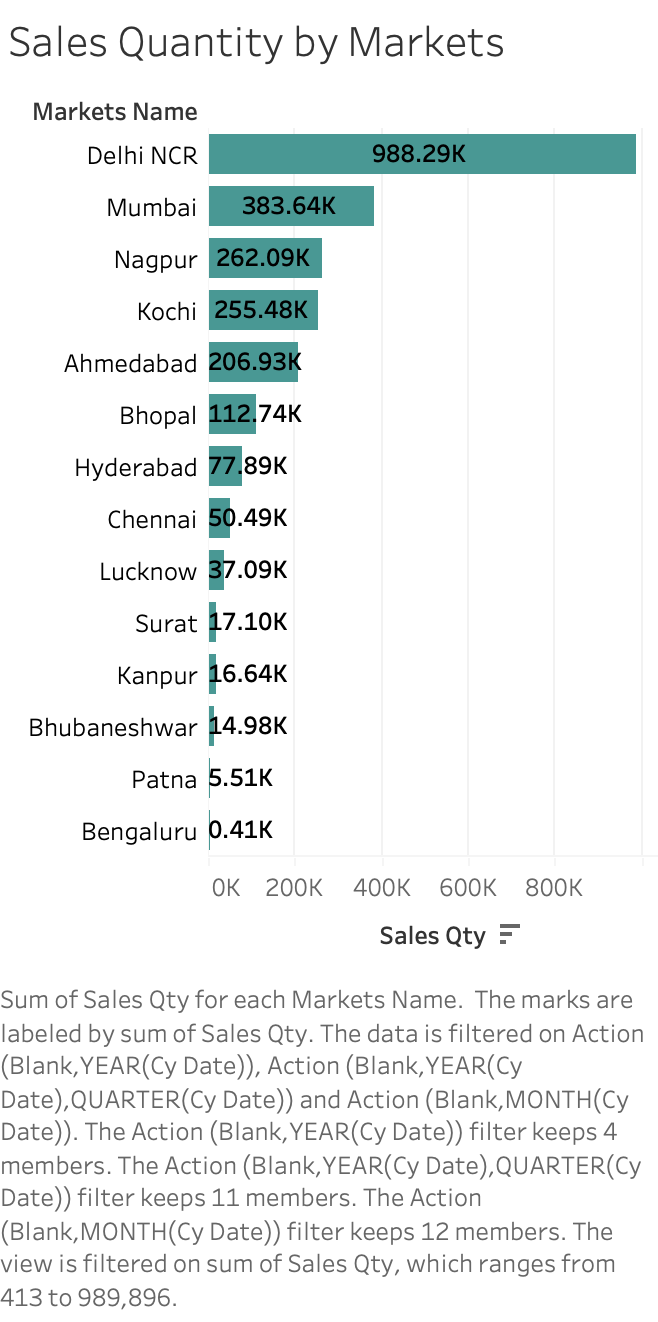 Sales Quantity by Markets
Markets Name
Delhi NCR 988.29K
Mumbai 383.64K
Nagpur 262.09K
Kochi 255.48K
Ahmedabad 206.93K
Bhopal 112.74K
Hyderabad 77.89K
Chennai 50.49K
Lucknow 37.09K
Surat 17.10K
Kanpur 16.64K
Bhubaneshwar 14.98K
Patna 5.51K
Bengaluru 0.41K
0K 200K 400K 600K 800K
Sales Qty
Sum of Sales Qty for each Markets Name. The marks are
labeled by sum of Sales Qty. The data is filtered on Action
(Blank,YEAR(Cy Date)), Action (Blank,YEAR(Cy
Date),QUARTER(Cy Date)) and Action (Blank,MONTH(Cy
Date)). The Action (Blank,YEAR(Cy Date)) filter keeps 4
members. The Action (Blank,YEAR(Cy Date),QUARTER(Cy
Date)) filter keeps 11 members. The Action
(Blank,MONTH(Cy Date)) filter keeps 12 members. The
view is filtered on sum of Sales Qty, which ranges from
413 to 989,896.